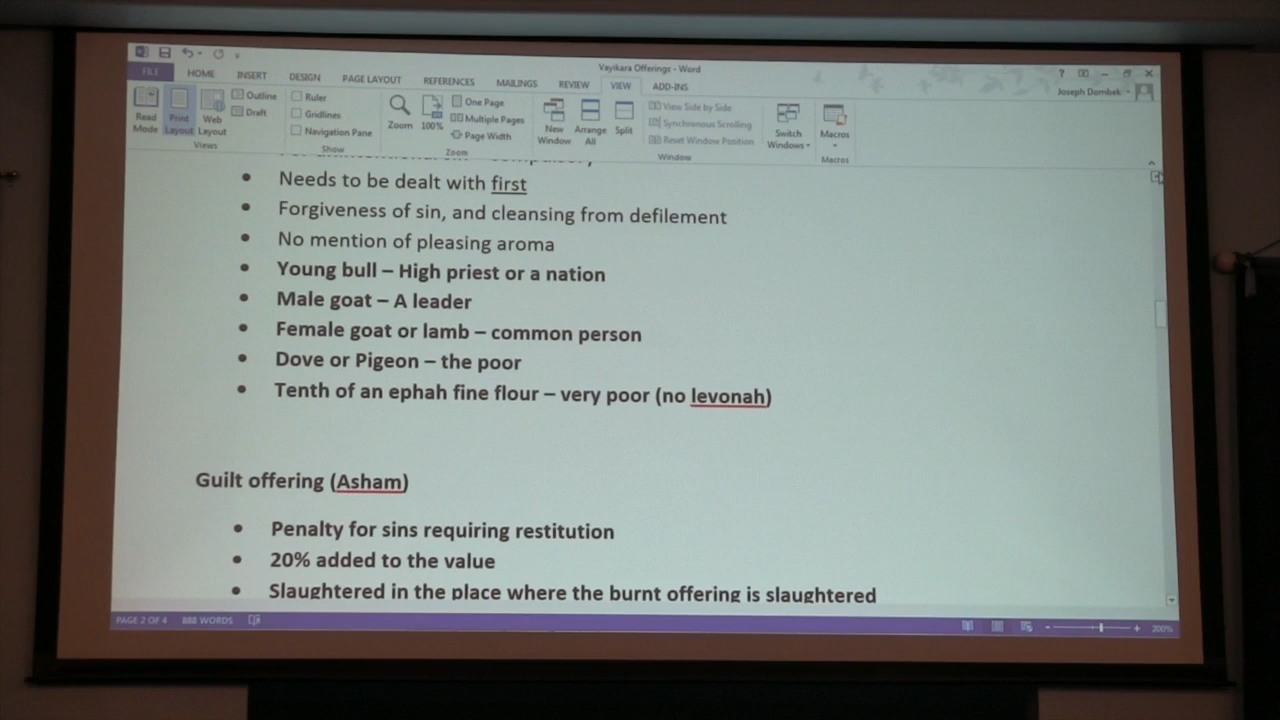 Vayikara Offerings - Word
Joseph Dombek
FILE HOME INSERT DESIGN PAGE LAYOUT REFERENCES MAILINGS REVIEW VIEW ADD-INS
Read Mode
Print Layout
Web Layout
Outline
Draft
Views
Ruler
Gridlines
Navigation Pane
Show
Zoom
100%
One Page
Multiple Pages
Page Width
Zoom
New Window
Arrange All
Split
View Side by Side
Synchronous Scrolling
Reset Window Position
Window
Switch Windows
Macros
Macros
• Needs to be dealt with first
• Forgiveness of sin, and cleansing from defilement
• No mention of pleasing aroma
• Young bull – High priest or a nation
• Male goat – A leader
• Female goat or lamb – common person
• Dove or Pigeon – the poor
• Tenth of an ephah fine flour – very poor (no levonah)
Guilt offering (Asham)
• Penalty for sins requiring restitution
• 20% added to the value
• Slaughtered in the place where the burnt offering is slaughtered
PAGE 2 OF 4 888 WORDS
200%